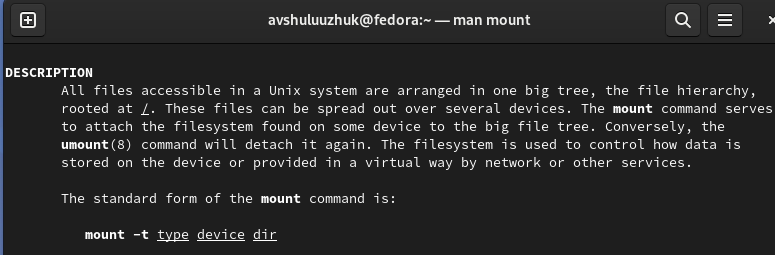 avshuluuzhuk@fedora:~ — man mount
DESCRIPTION
All files accessible in a Unix system are arranged in one big tree, the file hierarchy,
rooted at /. These files can be spread out over several devices. The mount command serves
to attach the filesystem found on some device to the big file tree. Conversely, the
umount(8) command will detach it again. The filesystem is used to control how data is
stored on the device or provided in a virtual way by network or other services.
The standard form of the mount command is:
mount -t type device dir